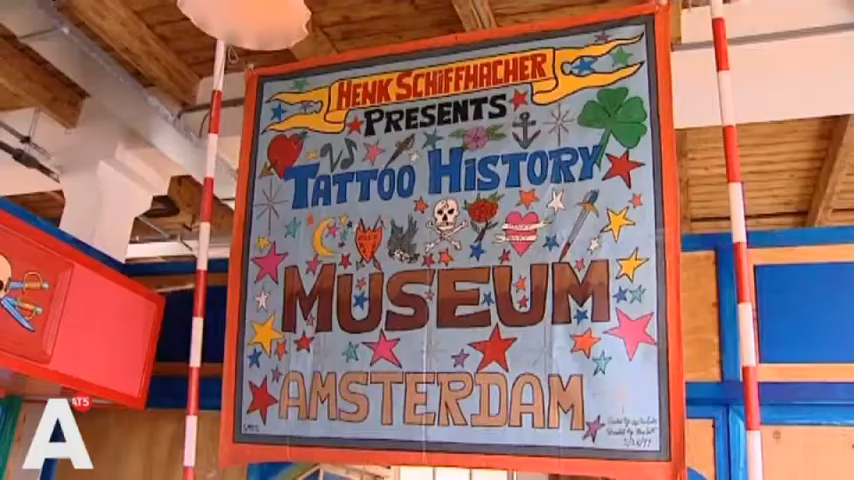 HENK SCHIFFMACHER
PRESENTS
TATTOO HISTORY
MUSEUM
AMSTERDAM
A